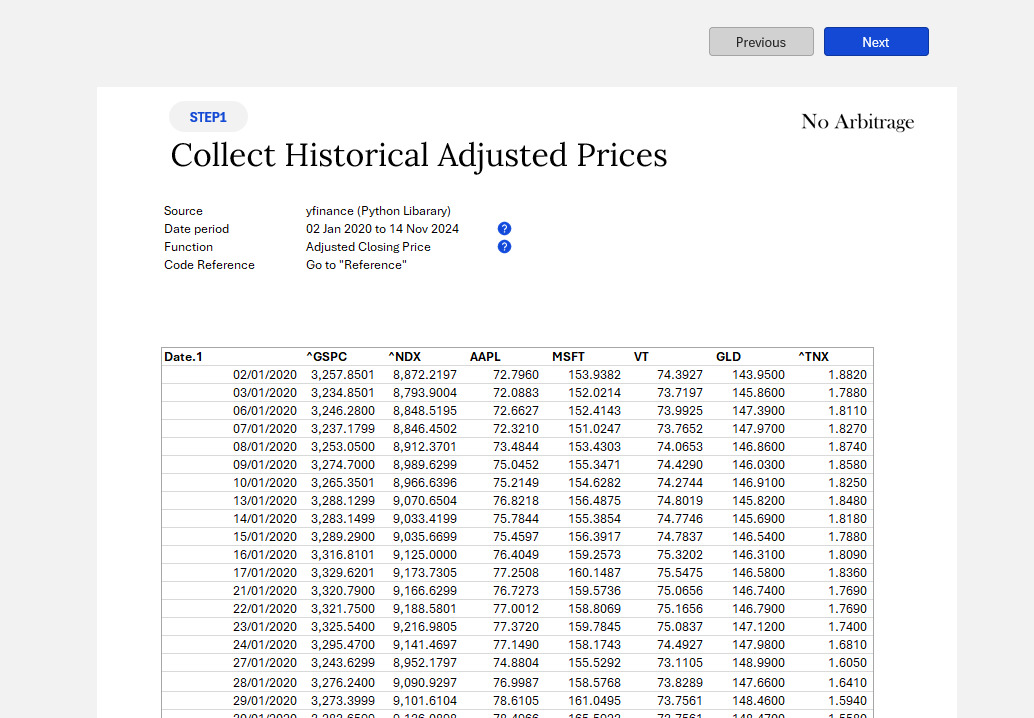 Previous Next
STEP1
No Arbitrage
Collect Historical Adjusted Prices
Source yfinance (Python Libarary)
Date period 02 Jan 2020 to 14 Nov 2024 ?
Function Adjusted Closing Price ?
Code Reference Go to "Reference"
Date.1 ^GSPC ^NDX AAPL MSFT VT GLD ^TNX
02/01/2020 3,257.8501 8,872.2197 72.7960 153.9382 74.3927 143.9500 1.8820
03/01/2020 3,234.8501 8,793.9004 72.0883 152.0214 73.7197 145.8600 1.7880
06/01/2020 3,246.2800 8,848.5195 72.6627 152.4143 73.9925 147.3900 1.8110
07/01/2020 3,237.1799 8,846.4502 72.3210 151.0247 73.7652 147.9700 1.8270
08/01/2020 3,253.0500 8,912.3701 73.4844 153.4303 74.0653 146.8600 1.8740
09/01/2020 3,274.7000 8,989.6299 75.0452 155.3471 74.4290 146.0300 1.8580
10/01/2020 3,265.3501 8,966.6396 75.2149 154.6282 74.2744 146.9100 1.8250
13/01/2020 3,288.1299 9,070.6504 76.8218 156.4875 74.8019 145.8200 1.8480
14/01/2020 3,283.1499 9,033.4199 75.7844 155.3854 74.7746 145.6900 1.8180
15/01/2020 3,289.2900 9,035.6699 75.4597 156.3917 74.7837 146.5400 1.7880
16/01/2020 3,316.8101 9,125.0000 76.4049 159.2573 75.3202 146.3100 1.8090
17/01/2020 3,329.6201 9,173.7305 77.2508 160.1487 75.5475 146.5800 1.8360
21/01/2020 3,320.7900 9,166.6299 76.7273 159.5736 75.0656 146.7400 1.7690
22/01/2020 3,321.7500 9,188.5801 77.0012 158.8069 75.1656 146.7900 1.7690
23/01/2020 3,325.5400 9,216.9805 77.3720 159.7845 75.0837 147.1200 1.7400
24/01/2020 3,295.4700 9,141.4697 77.1490 158.1743 74.4927 147.9800 1.6810
27/01/2020 3,243.6299 8,952.1797 74.8804 155.5292 73.1105 148.9900 1.6050
28/01/2020 3,276.2400 9,090.9297 76.9987 158.5768 73.8289 147.6600 1.6410
29/01/2020 3,273.3999 9,101.6104 78.6105 161.0495 73.7561 148.4600 1.5940